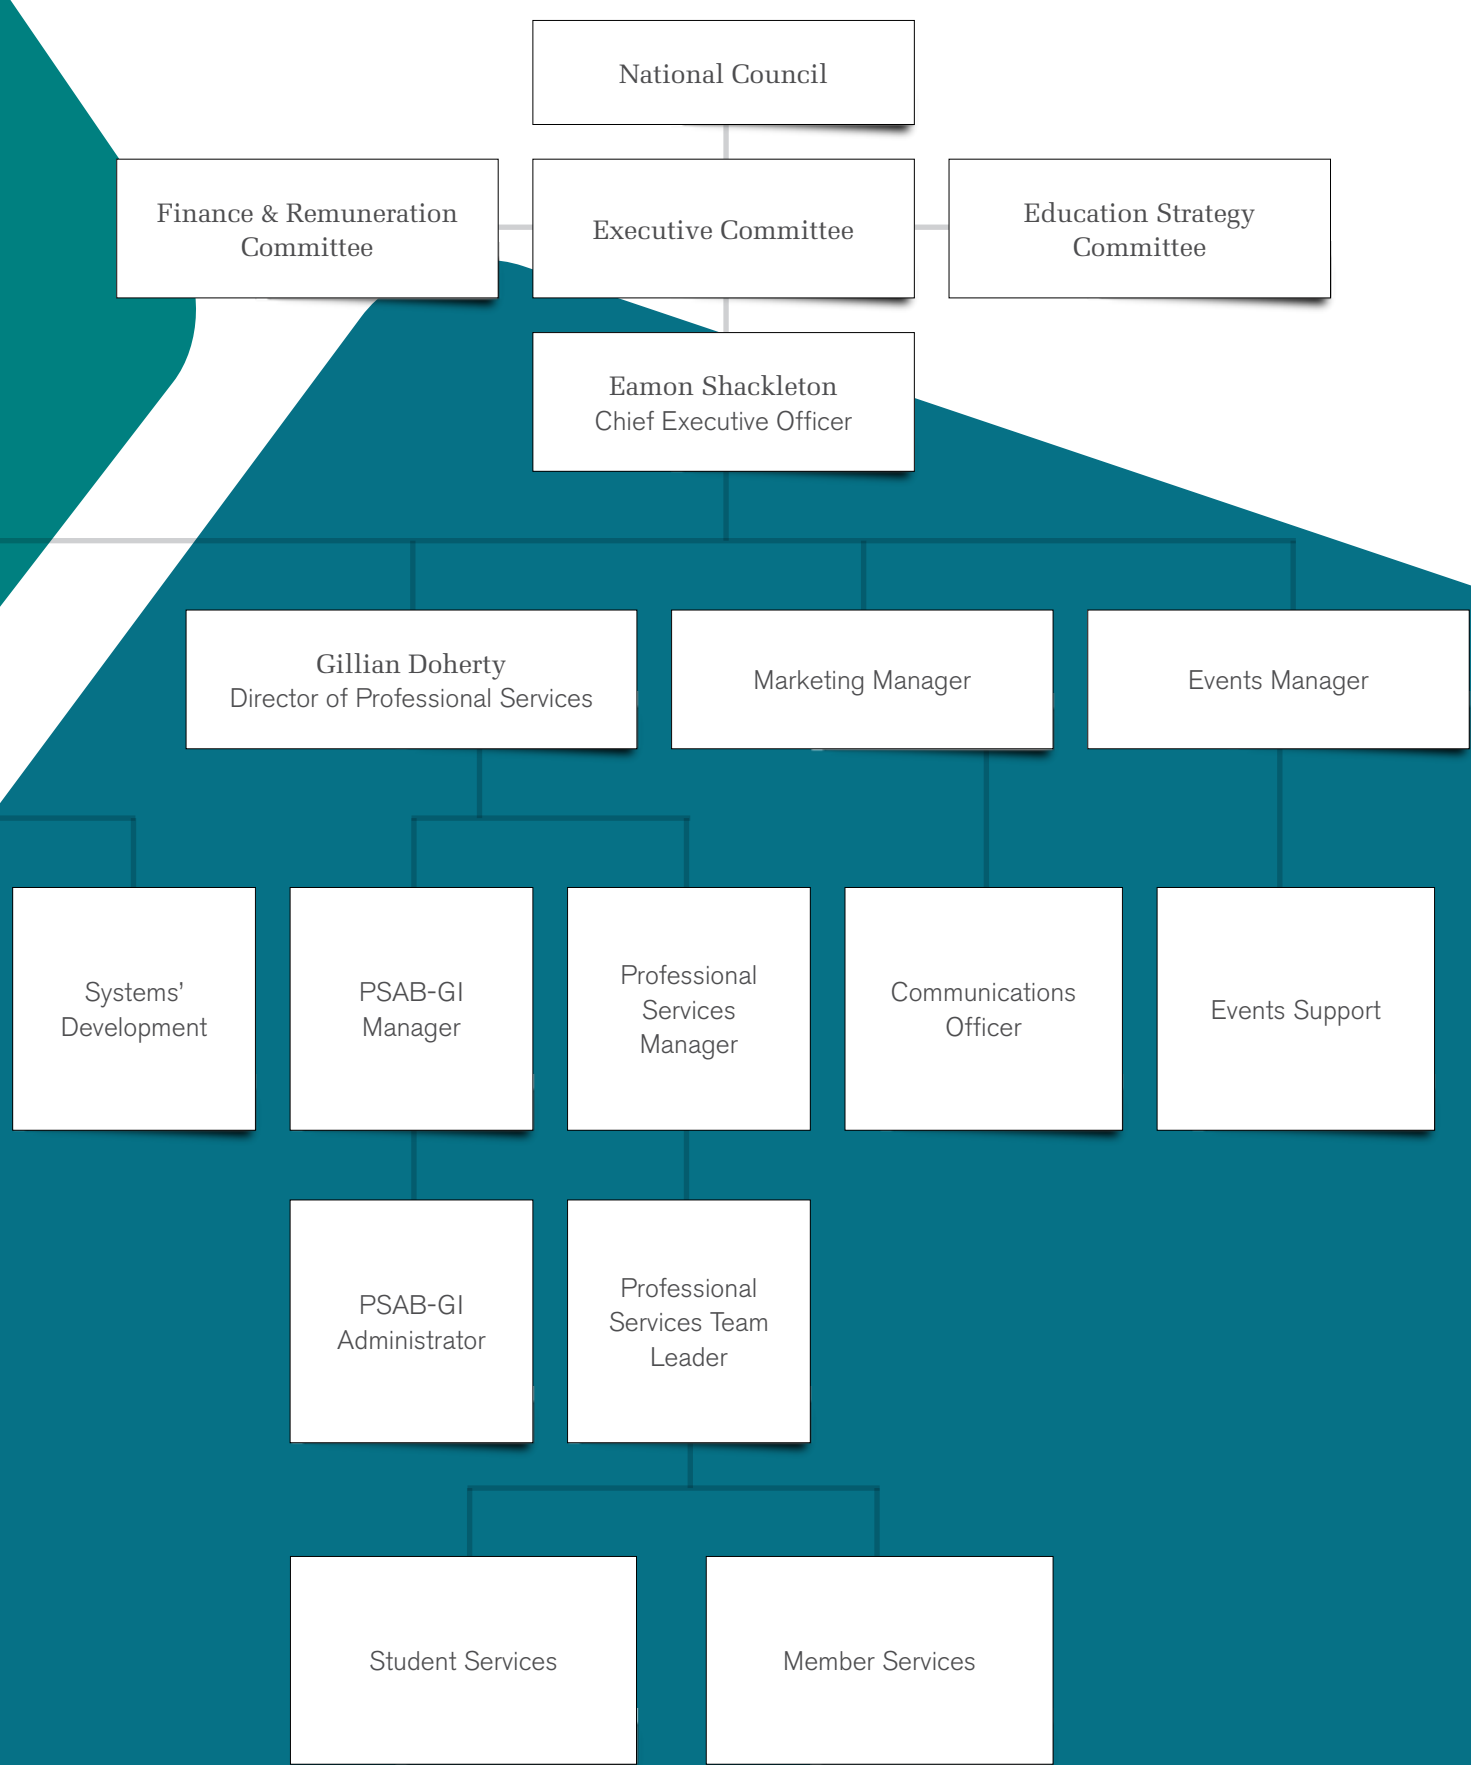 National Council
Finance & Remuneration
Committee
Executive Committee
Education Strategy
Committee
Eamon Shackleton
Chief Executive Officer
Gillian Doherty
Director of Professional Services
Marketing Manager
Events Manager
Systems’
Development
PSAB-GI
Manager
Professional
Services
Manager
Communications
Officer
Events Support
PSAB-GI
Administrator
Professional
Services Team
Leader
Student Services
Member Services